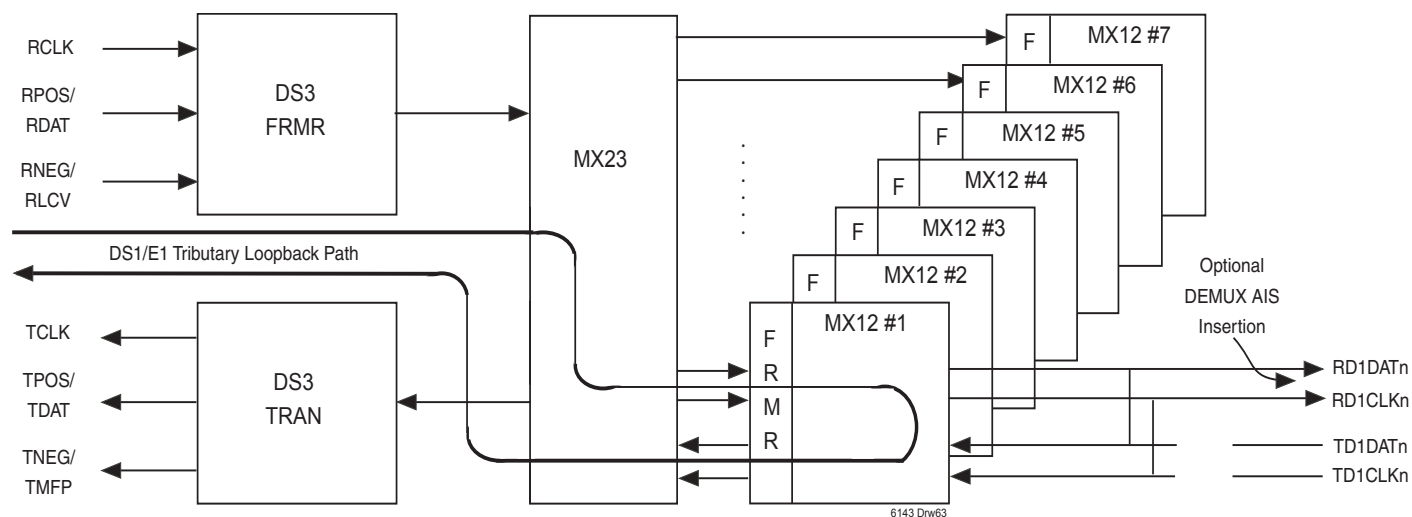 RCLK
RPOS/
RDAT
RNEG/
RLCV
DS3
FRMR
MX23
F
MX12 #7
F
MX12 #6
F
MX12 #5
F
MX12 #4
F
MX12 #3
F
MX12 #2
F
R
M
R
MX12 #1
DS1/E1 Tributary Loopback Path
TCLK
TPOS/
TDAT
TNEG/
TMFP
DS3
TRAN
Optional
DEMUX AIS
Insertion
RD1DATn
RD1CLKn
TD1DATn
TD1CLKn
6143 Drw63